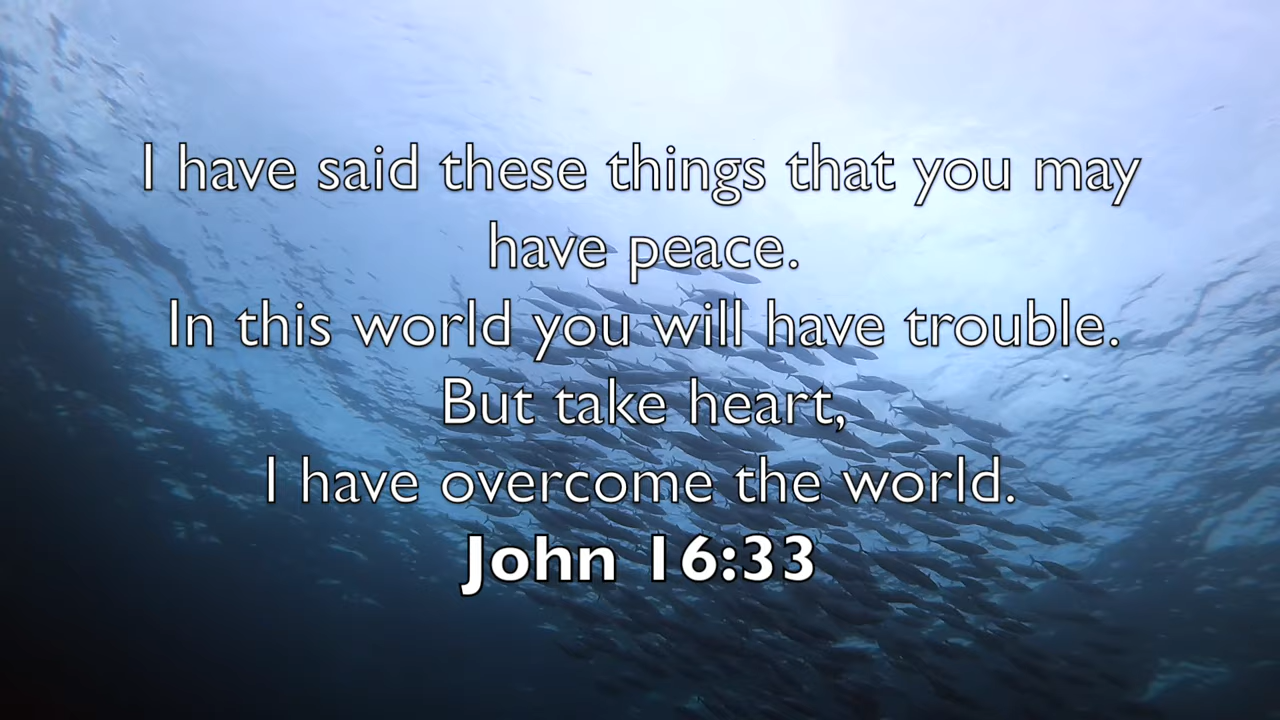 I have said these things that you may
have peace.
In this world you will have trouble.
But take heart,
I have overcome the world.
John 16:33